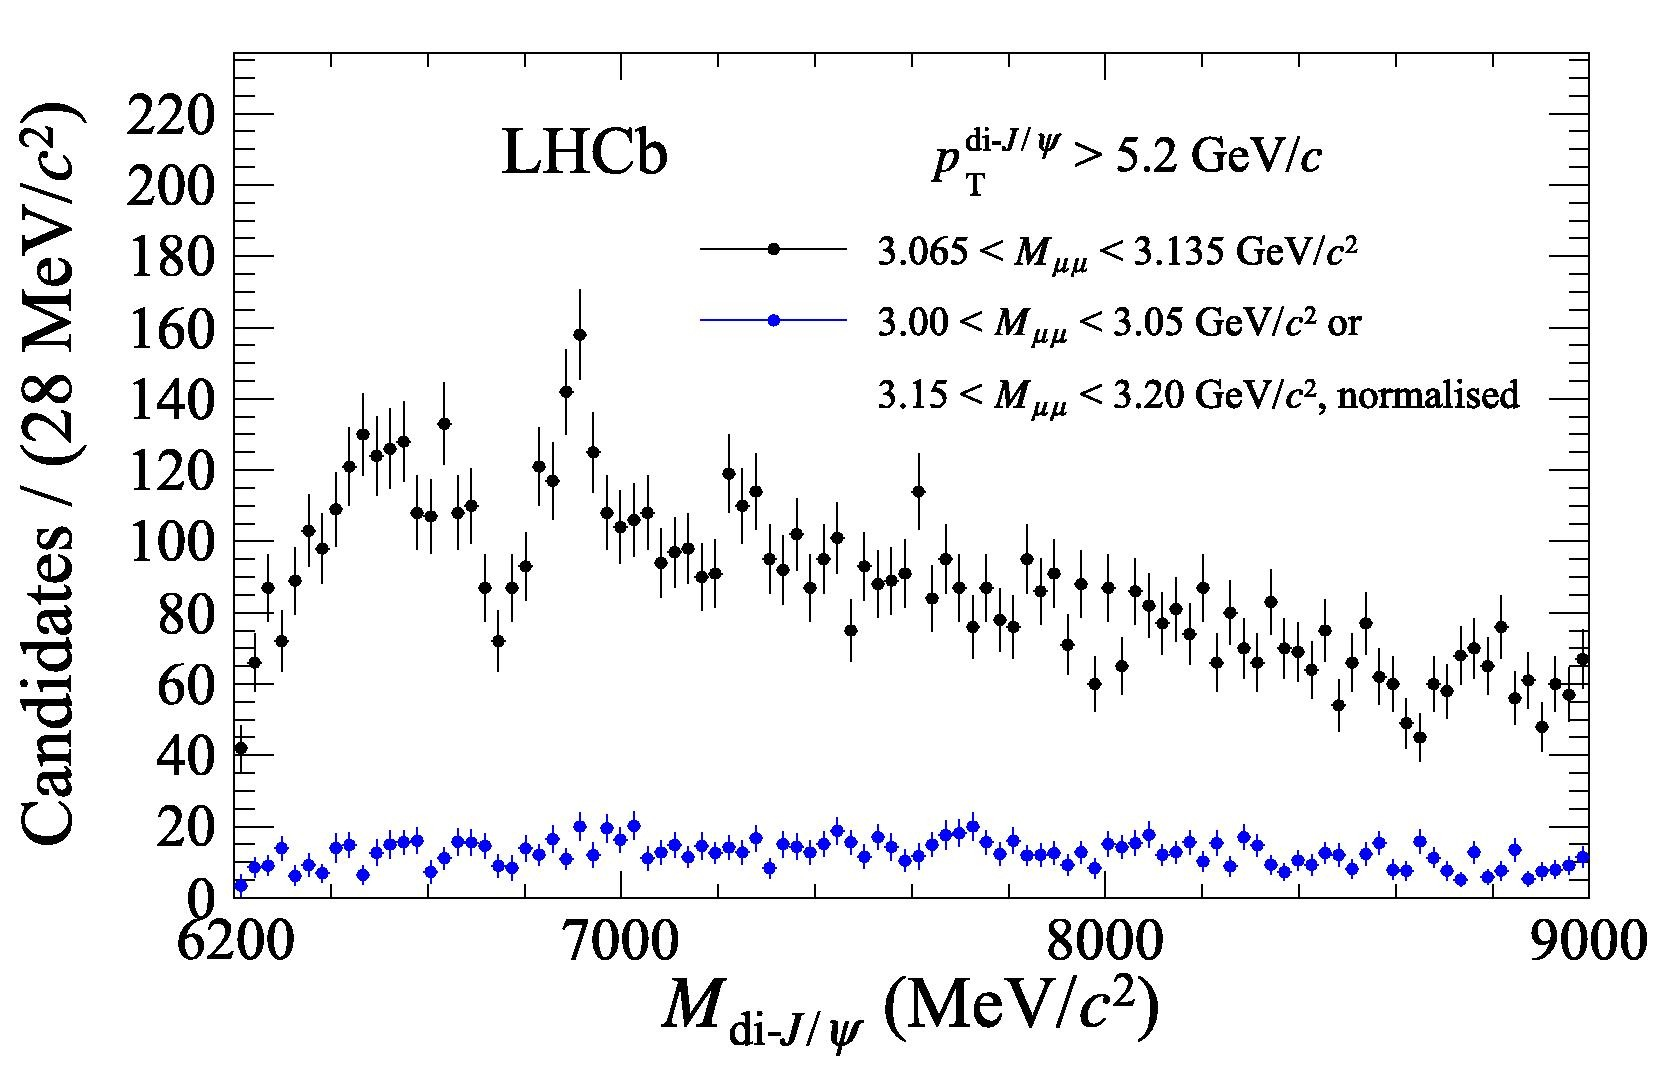 Candidates / (28 MeV/c²)
220
200
180
160
140
120
100
80
60
40
20
0
LHCb
p_T^di-J/ψ > 5.2 GeV/c
3.065 < M_μμ < 3.135 GeV/c²
3.00 < M_μμ < 3.05 GeV/c² or
3.15 < M_μμ < 3.20 GeV/c², normalised
6200 7000 8000 9000
M_di-J/ψ (MeV/c²)